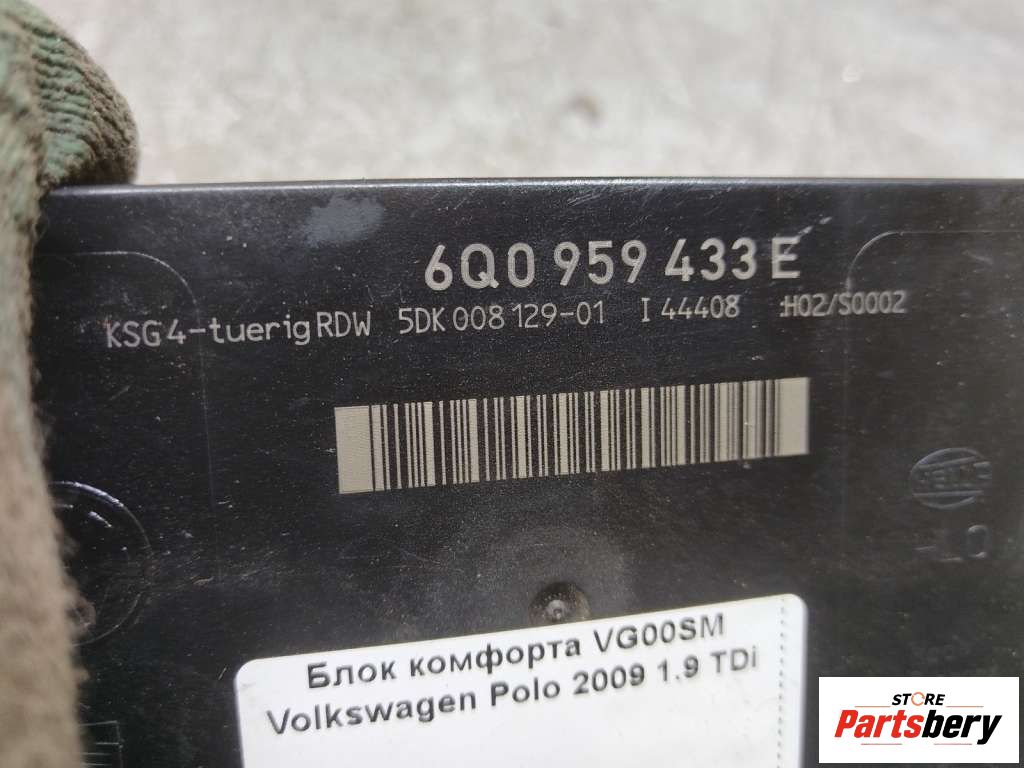 6Q0 959 433 E
KSG 4-tuerig RDW 5DK 008 129-01 I 44408 H02/S0002
HELLA
Блок комфорта VG00SM
Volkswagen Polo 2009 1.9 TDi
STORE
Partsbery